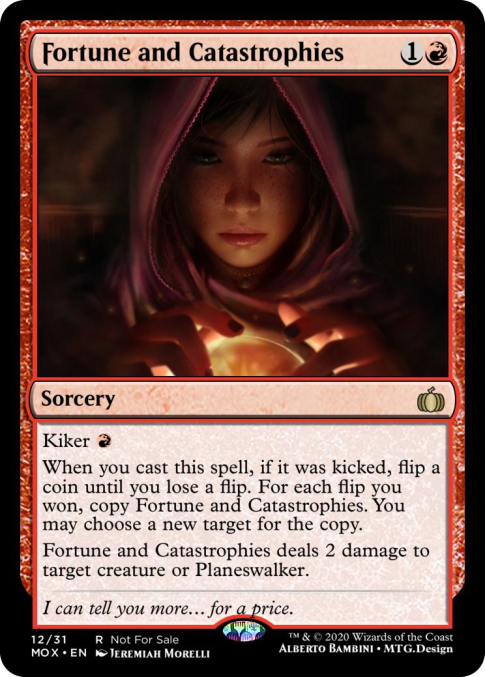 Fortune and Catastrophies 1
Sorcery
Kiker
When you cast this spell, if it was kicked, flip a
coin until you lose a flip. For each flip you
won, copy Fortune and Catastrophies. You
may choose a new target for the copy.
Fortune and Catastrophies deals 2 damage to
target creature or Planeswalker.
I can tell you more... for a price.
12/31 R Not For Sale
MOX • EN JEREMIAH MORELLI
™ & © 2020 Wizards of the Coast
ALBERTO BAMBINI • MTG.DESIGN